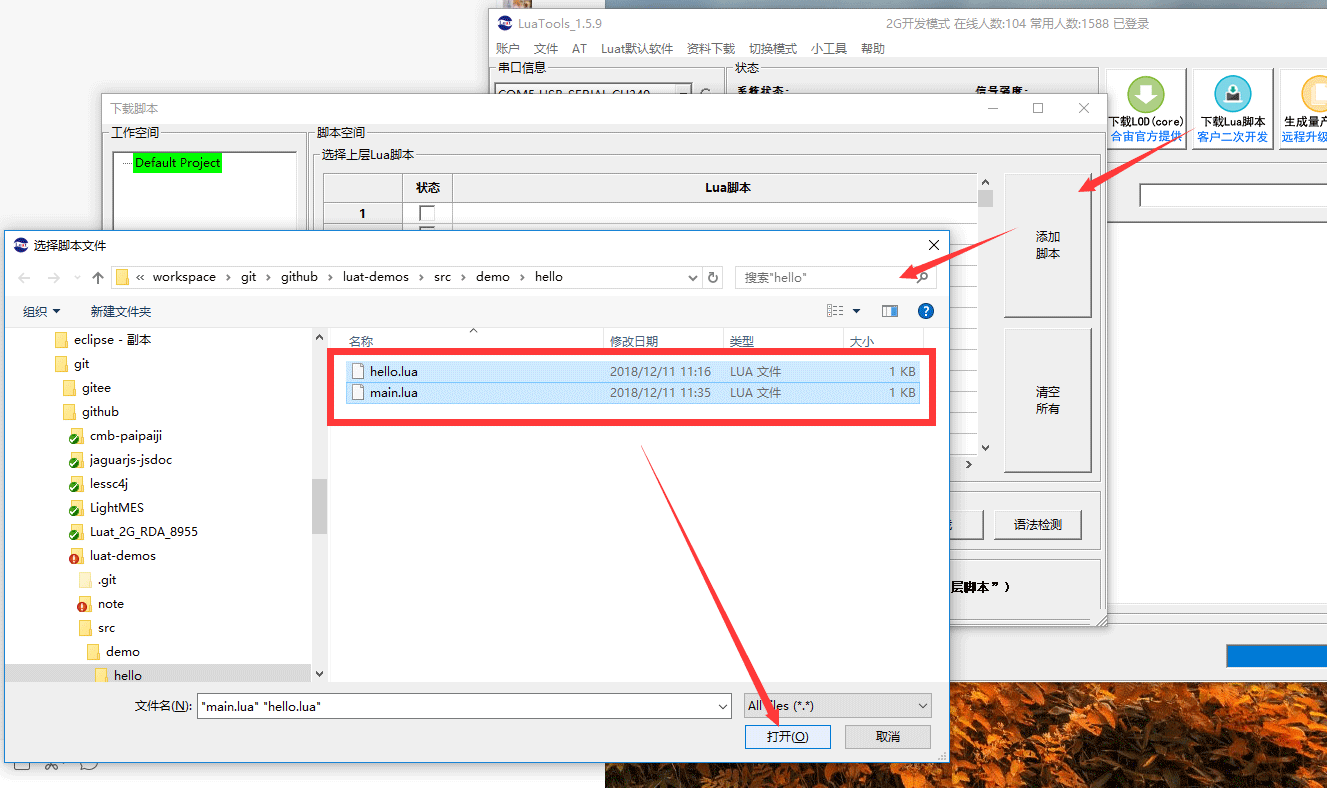 LuaTools_1.5.9
2G开发模式 在线人数:104 常用人数:1588 已登录
账户 文件 AT Luat默认软件 资料下载 切换模式 小工具 帮助
串口信息
状态
系统状态:
信号强度:
下载LOD(core)
合宙官方提供
下载Lua脚本
客户二次开发
生成量产
远程升级
下载脚本
工作空间
Default Project
脚本空间
选择上层Lua脚本
状态
Lua脚本
1
添加
脚本
清空
所有
语法检测
层脚本”)
选择脚本文件
« workspace › git › github › luat-demos › src › demo › hello
搜索"hello"
组织
新建文件夹
名称
修改日期
类型
大小
hello.lua 2018/12/11 11:16 LUA 文件 1 KB
main.lua 2018/12/11 11:35 LUA 文件 1 KB
eclipse - 副本
git
gitee
github
cmb-paipaiji
jaguarjs-jsdoc
lessc4j
LightMES
Luat_2G_RDA_8955
luat-demos
.git
note
src
demo
hello
文件名(N): "main.lua" "hello.lua"
All files (*.*)
打开(O)
取消